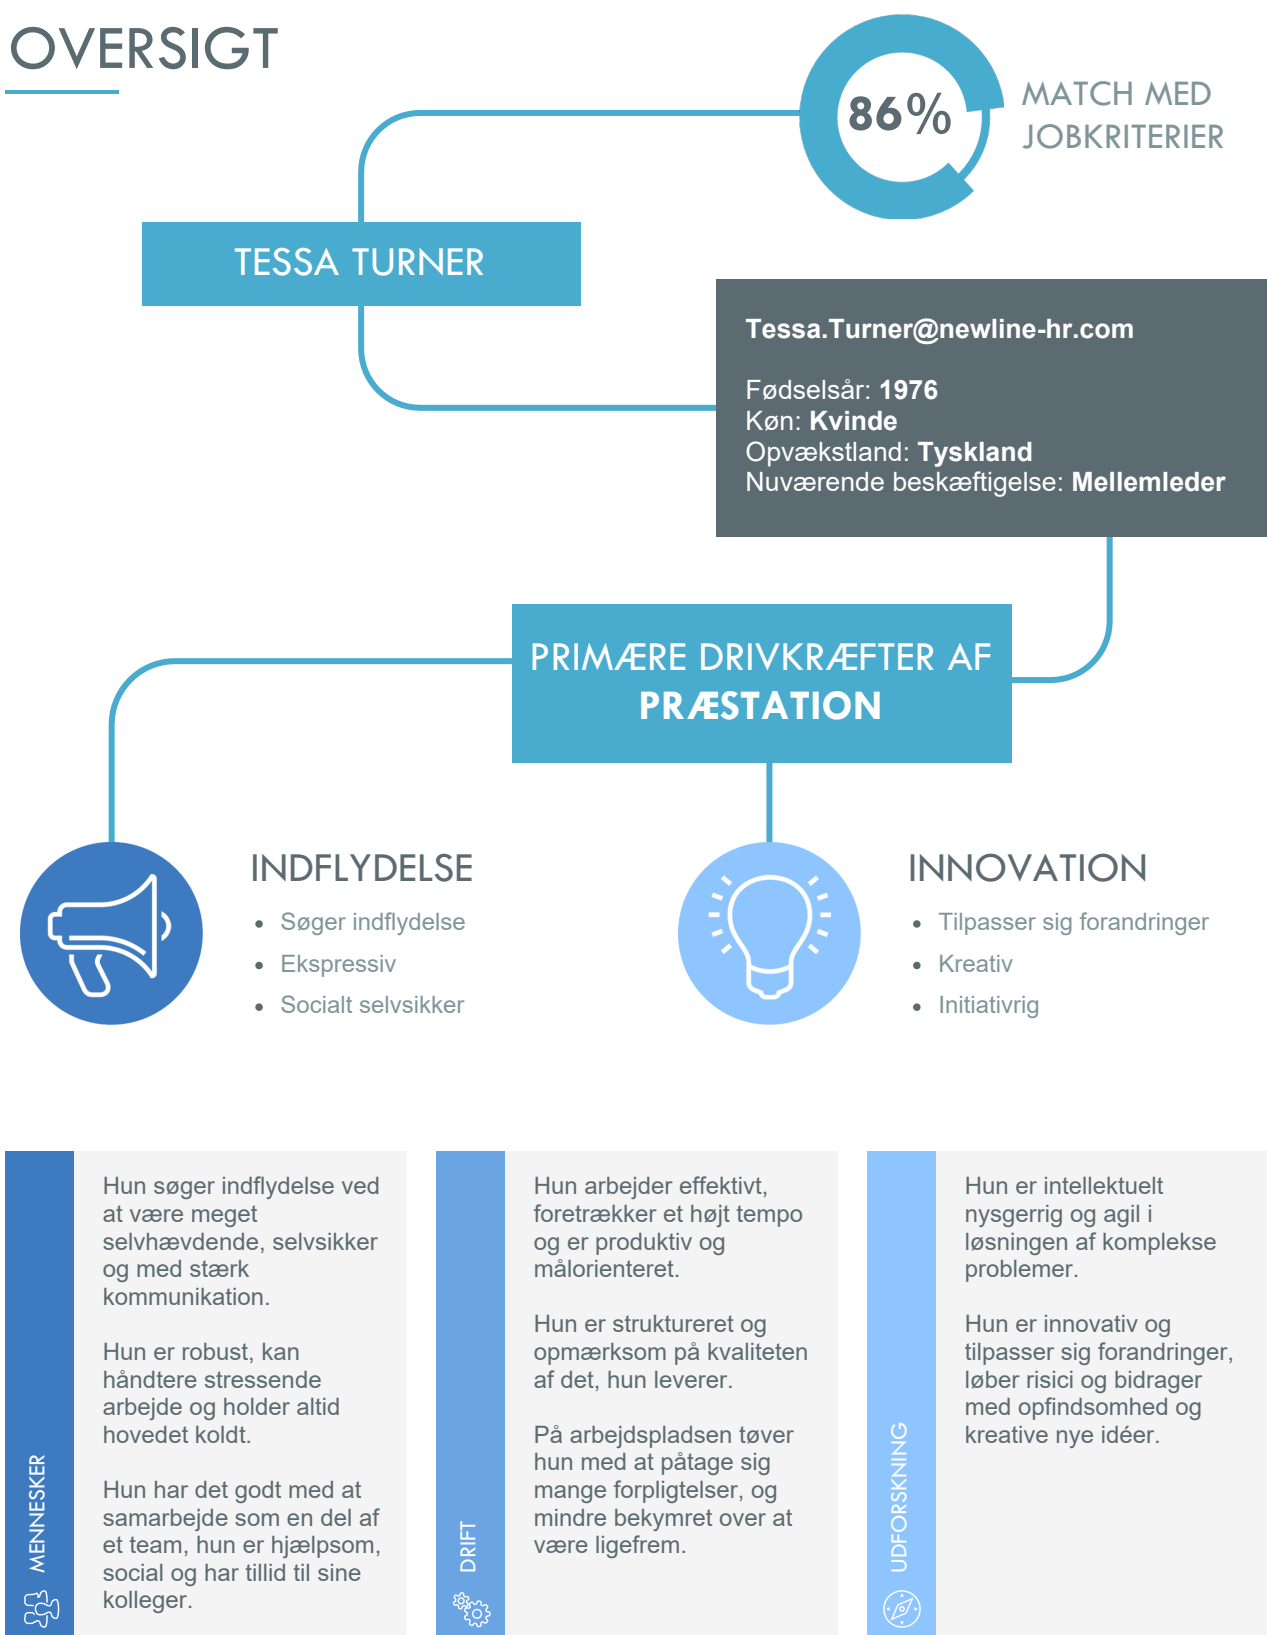 OVERSIGT
86%
MATCH MED
JOBKRITERIER
TESSA TURNER
Tessa.Turner@newline-hr.com
Fødselsår: 1976
Køn: Kvinde
Opvækstland: Tyskland
Nuværende beskæftigelse: Mellemleder
PRIMÆRE DRIVKRÆFTER AF
PRÆSTATION
INDFLYDELSE
• Søger indflydelse
• Ekspressiv
• Socialt selvsikker
INNOVATION
• Tilpasser sig forandringer
• Kreativ
• Initiativrig
MENNESKER
Hun søger indflydelse ved
at være meget
selvhævdende, selvsikker
og med stærk
kommunikation.
Hun er robust, kan
håndtere stressende
arbejde og holder altid
hovedet koldt.
Hun har det godt med at
samarbejde som en del af
et team, hun er hjælpsom,
social og har tillid til sine
kolleger.
DRIFT
Hun arbejder effektivt,
foretrækker et højt tempo
og er produktiv og
målorienteret.
Hun er struktureret og
opmærksom på kvaliteten
af det, hun leverer.
På arbejdspladsen tøver
hun med at påtage sig
mange forpligtelser, og
mindre bekymret over at
være ligefrem.
UDFORSKNING
Hun er intellektuelt
nysgerrig og agil i
løsningen af komplekse
problemer.
Hun er innovativ og
tilpasser sig forandringer,
løber risici og bidrager
med opfindsomhed og
kreative nye idéer.